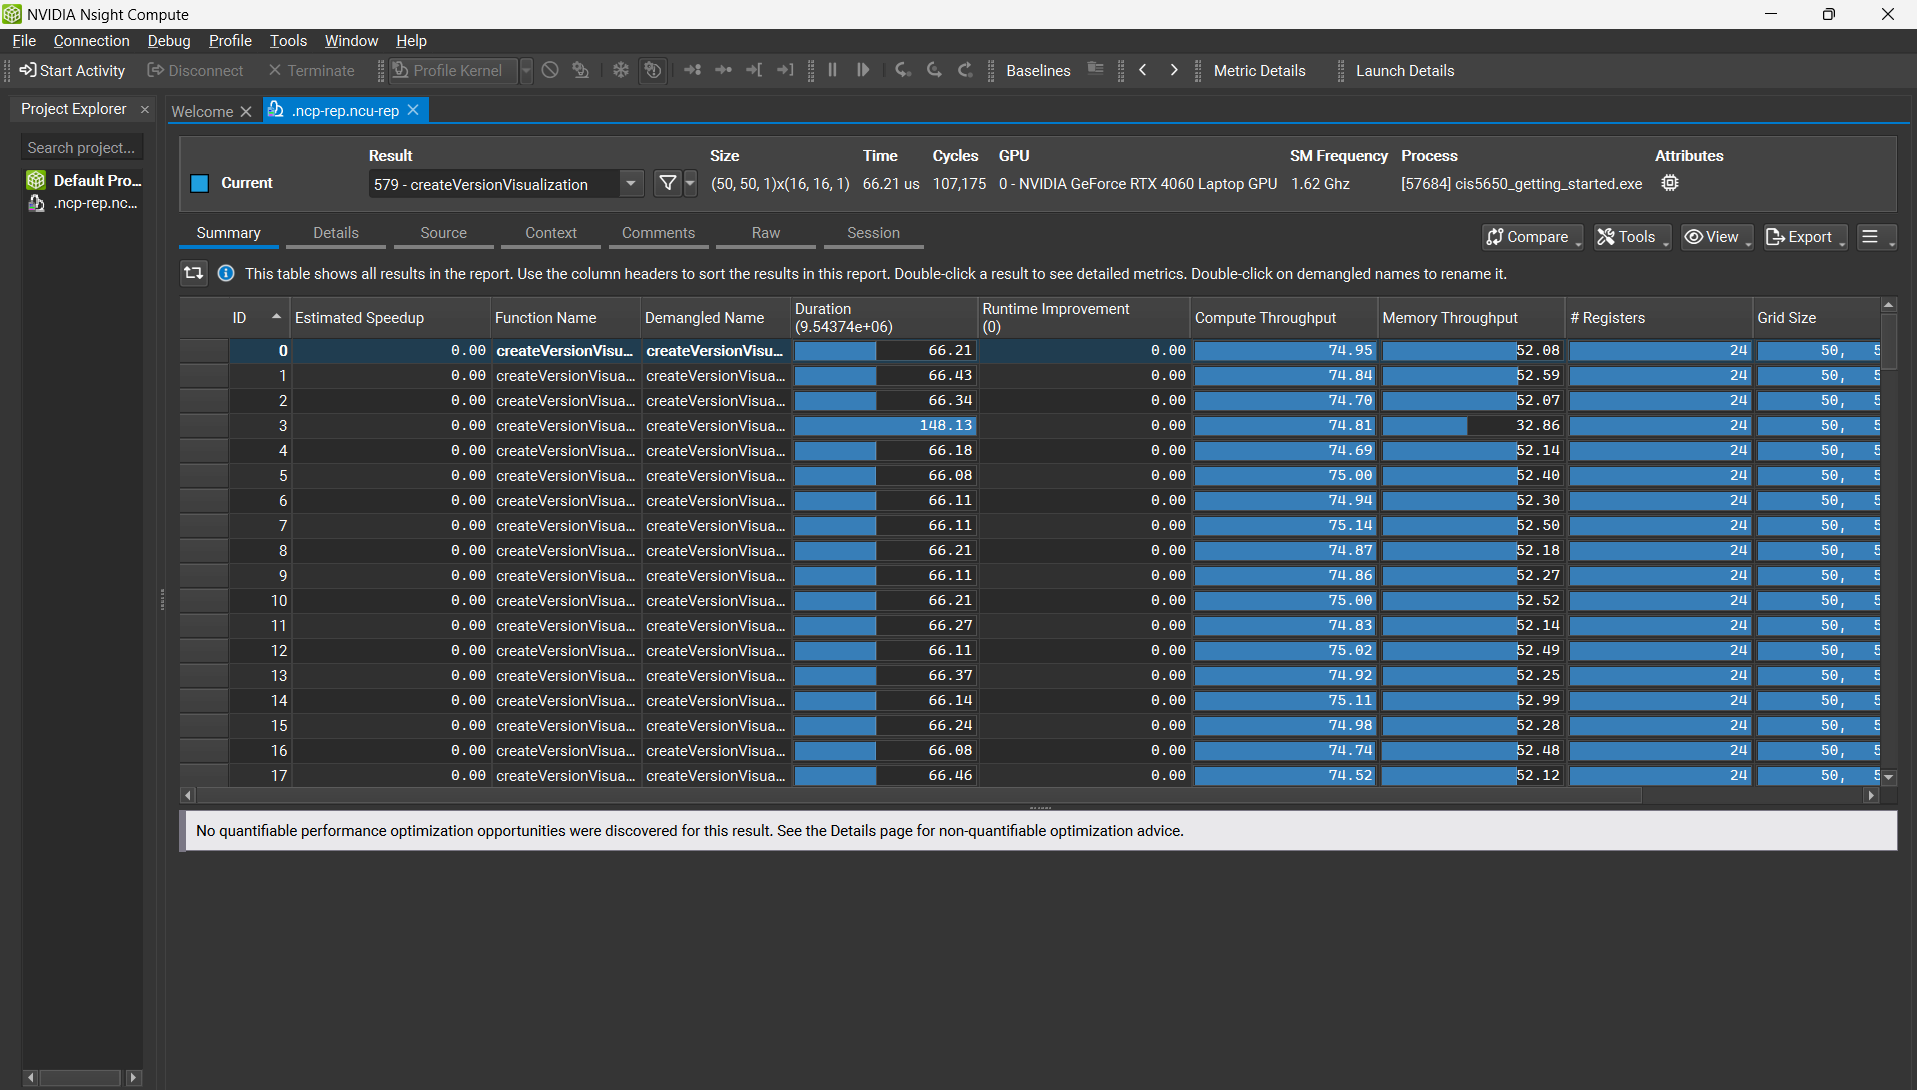 NVIDIA Nsight Compute
File Connection Debug Profile Tools Window Help
Start Activity Disconnect Terminate Profile Kernel Baselines Metric Details Launch Details
Project Explorer
Welcome .ncp-rep.ncu-rep
Search project...
Default Pro...
.ncp-rep.nc...
Result Size Time Cycles GPU SM Frequency Process Attributes
Current 579 - createVersionVisualization (50, 50, 1)x(16, 16, 1) 66.21 us 107,175 0 - NVIDIA GeForce RTX 4060 Laptop GPU 1.62 Ghz [57684] cis5650_getting_started.exe
Summary Details Source Context Comments Raw Session Compare Tools View Export
This table shows all results in the report. Use the column headers to sort the results in this report. Double-click a result to see detailed metrics. Double-click on demangled names to rename it.
ID Estimated Speedup Function Name Demangled Name Duration (9.54374e+06) Runtime Improvement (0) Compute Throughput Memory Throughput # Registers Grid Size
0 0.00 createVersionVisu... createVersionVisu... 66.21 0.00 74.95 52.08 24 50, 5
1 0.00 createVersionVisua... createVersionVisua... 66.43 0.00 74.84 52.59 24 50, 5
2 0.00 createVersionVisua... createVersionVisua... 66.34 0.00 74.70 52.07 24 50, 5
3 0.00 createVersionVisua... createVersionVisua... 148.13 0.00 74.81 32.86 24 50, 5
4 0.00 createVersionVisua... createVersionVisua... 66.18 0.00 74.69 52.14 24 50, 5
5 0.00 createVersionVisua... createVersionVisua... 66.08 0.00 75.00 52.40 24 50, 5
6 0.00 createVersionVisua... createVersionVisua... 66.11 0.00 74.94 52.30 24 50, 5
7 0.00 createVersionVisua... createVersionVisua... 66.11 0.00 75.14 52.50 24 50, 5
8 0.00 createVersionVisua... createVersionVisua... 66.21 0.00 74.87 52.18 24 50, 5
9 0.00 createVersionVisua... createVersionVisua... 66.11 0.00 74.86 52.27 24 50, 5
10 0.00 createVersionVisua... createVersionVisua... 66.21 0.00 75.00 52.52 24 50, 5
11 0.00 createVersionVisua... createVersionVisua... 66.27 0.00 74.83 52.14 24 50, 5
12 0.00 createVersionVisua... createVersionVisua... 66.11 0.00 75.02 52.49 24 50, 5
13 0.00 createVersionVisua... createVersionVisua... 66.37 0.00 74.92 52.25 24 50, 5
14 0.00 createVersionVisua... createVersionVisua... 66.14 0.00 75.11 52.99 24 50, 5
15 0.00 createVersionVisua... createVersionVisua... 66.24 0.00 74.98 52.28 24 50, 5
16 0.00 createVersionVisua... createVersionVisua... 66.08 0.00 74.74 52.48 24 50, 5
17 0.00 createVersionVisua... createVersionVisua... 66.46 0.00 74.52 52.12 24 50, 5
No quantifiable performance optimization opportunities were discovered for this result. See the Details page for non-quantifiable optimization advice.